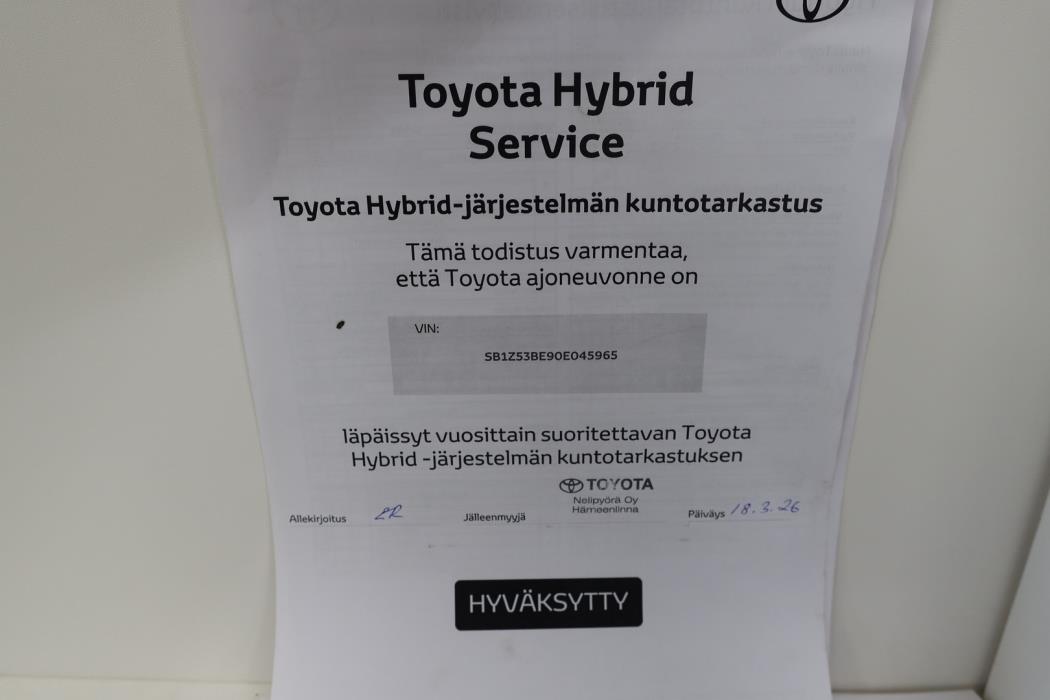 Toyota Hybrid
Service
Toyota Hybrid-järjestelmän kuntotarkastus
Tämä todistus varmentaa,
että Toyota ajoneuvonne on
VIN:
SB1Z53BE90E045965
läpäissyt vuosittain suoritettavan Toyota
Hybrid -järjestelmän kuntotarkastuksen
TOYOTA
Nelipyörä Oy
Hämeenlinna
Allekirjoitus ER Jälleenmyyjä Päiväys 18.3.26
HYVÄKSYTTY